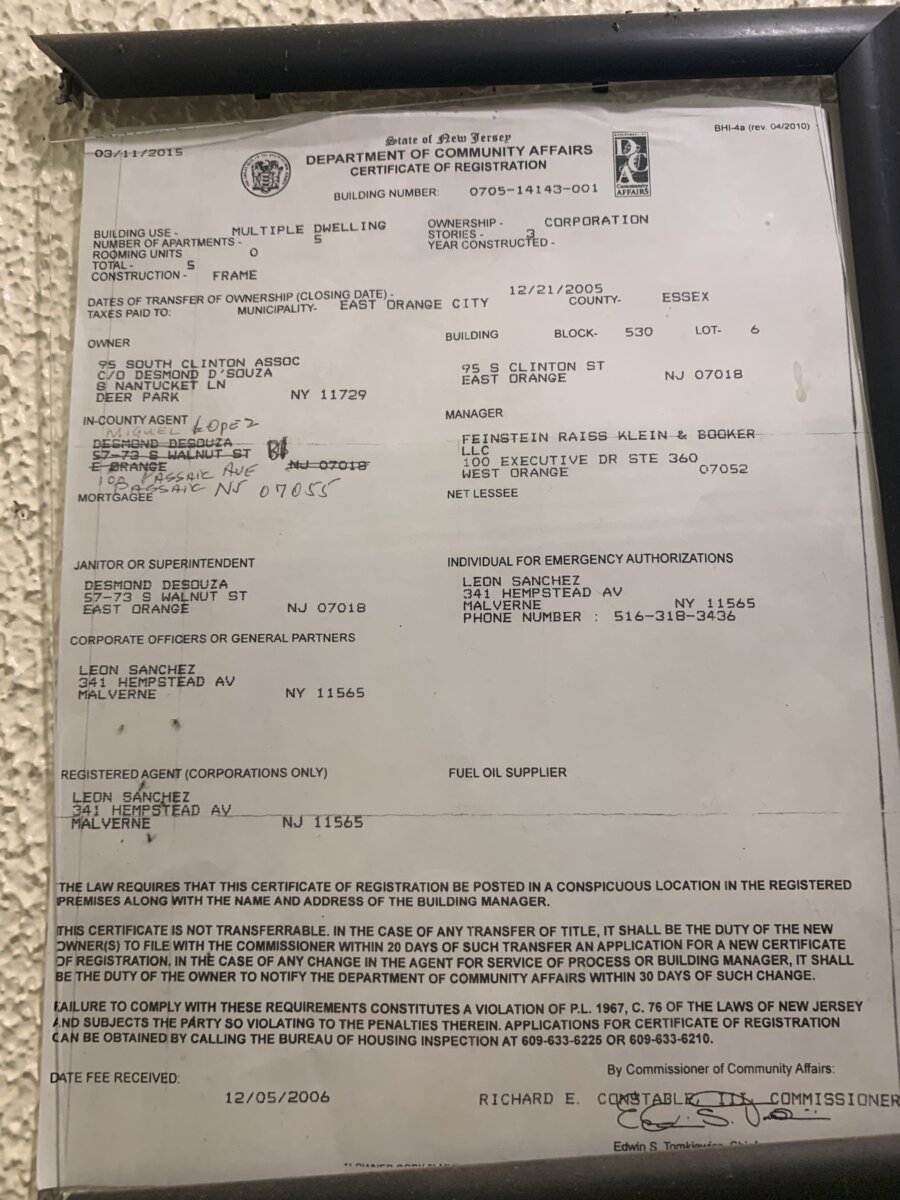 BHI-4a (rev. 04/2010)
03/11/2015
State of New Jersey
DEPARTMENT OF COMMUNITY AFFAIRS
CERTIFICATE OF REGISTRATION
DCA
Community
AFFAIRS
BUILDING NUMBER: 0705-14143-001
BUILDING USE - MULTIPLE DWELLING
NUMBER OF APARTMENTS - 5
ROOMING UNITS 0
TOTAL - 5
CONSTRUCTION - FRAME
OWNERSHIP - CORPORATION
STORIES - 3
YEAR CONSTRUCTED -
DATES OF TRANSFER OF OWNERSHIP (CLOSING DATE) - 12/21/2005
TAXES PAID TO: MUNICIPALITY- EAST ORANGE CITY COUNTY- ESSEX
OWNER
95 SOUTH CLINTON ASSOC
C/O DESMOND D'SOUZA
8 NANTUCKET LN
DEER PARK NY 11729
BUILDING BLOCK- 530 LOT- 6
95 S CLINTON ST
EAST ORANGE NJ 07018
IN-COUNTY AGENT
MIGUEL LOPEZ
DESMOND DESOUZA
57-73 S WALNUT ST
E ORANGE NJ 07018
100 PASSAIC AVE
PASSAIC NJ 07055
MANAGER
FEINSTEIN RAISS KLEIN & BOOKER
LLC
100 EXECUTIVE DR STE 360
WEST ORANGE 07052
MORTGAGEE
NET LESSEE
JANITOR OR SUPERINTENDENT
DESMOND DESOUZA
57-73 S WALNUT ST
EAST ORANGE NJ 07018
INDIVIDUAL FOR EMERGENCY AUTHORIZATIONS
LEON SANCHEZ
341 HEMPSTEAD AV
MALVERNE NY 11565
PHONE NUMBER : 516-318-3436
CORPORATE OFFICERS OR GENERAL PARTNERS
LEON SANCHEZ
341 HEMPSTEAD AV
MALVERNE NY 11565
REGISTERED AGENT (CORPORATIONS ONLY)
LEON SANCHEZ
341 HEMPSTEAD AV
MALVERNE NJ 11565
FUEL OIL SUPPLIER
THE LAW REQUIRES THAT THIS CERTIFICATE OF REGISTRATION BE POSTED IN A CONSPICUOUS LOCATION IN THE REGISTERED
PREMISES ALONG WITH THE NAME AND ADDRESS OF THE BUILDING MANAGER.
THIS CERTIFICATE IS NOT TRANSFERRABLE. IN THE CASE OF ANY TRANSFER OF TITLE, IT SHALL BE THE DUTY OF THE NEW
OWNER(S) TO FILE WITH THE COMMISSIONER WITHIN 20 DAYS OF SUCH TRANSFER AN APPLICATION FOR A NEW CERTIFICATE
OF REGISTRATION. IN THE CASE OF ANY CHANGE IN THE AGENT FOR SERVICE OF PROCESS OR BUILDING MANAGER, IT SHALL
BE THE DUTY OF THE OWNER TO NOTIFY THE DEPARTMENT OF COMMUNITY AFFAIRS WITHIN 30 DAYS OF SUCH CHANGE.
FAILURE TO COMPLY WITH THESE REQUIREMENTS CONSTITUTES A VIOLATION OF P.L. 1967, C. 76 OF THE LAWS OF NEW JERSEY
AND SUBJECTS THE PARTY SO VIOLATING TO THE PENALTIES THEREIN. APPLICATIONS FOR CERTIFICATE OF REGISTRATION
CAN BE OBTAINED BY CALLING THE BUREAU OF HOUSING INSPECTION AT 609-633-6225 OR 609-633-6210.
DATE FEE RECEIVED:
12/05/2006
By Commissioner of Community Affairs:
RICHARD E. CONSTABLE, III, COMMISSIONER
Edwin S.